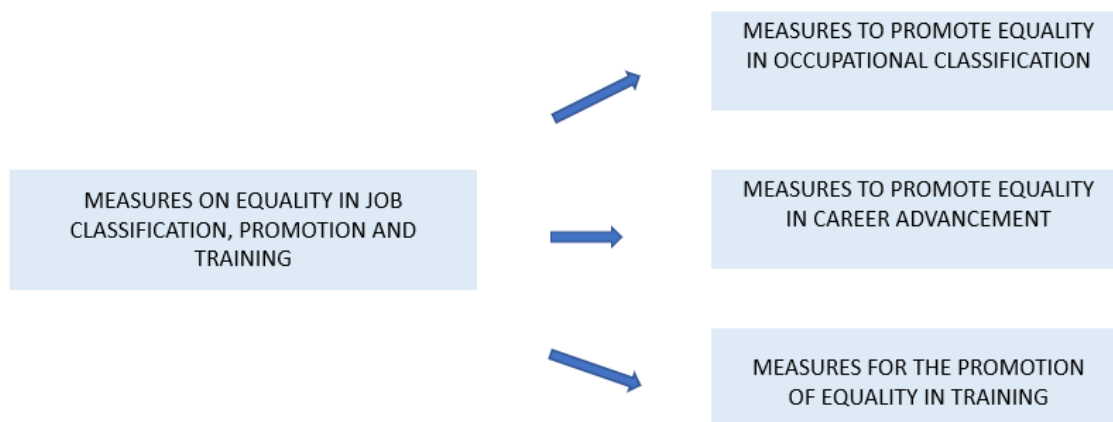 MEASURES TO PROMOTE EQUALITY
IN OCCUPATIONAL CLASSIFICATION
MEASURES ON EQUALITY IN JOB
CLASSIFICATION, PROMOTION AND
TRAINING
MEASURES TO PROMOTE EQUALITY
IN CAREER ADVANCEMENT
MEASURES FOR THE PROMOTION
OF EQUALITY IN TRAINING